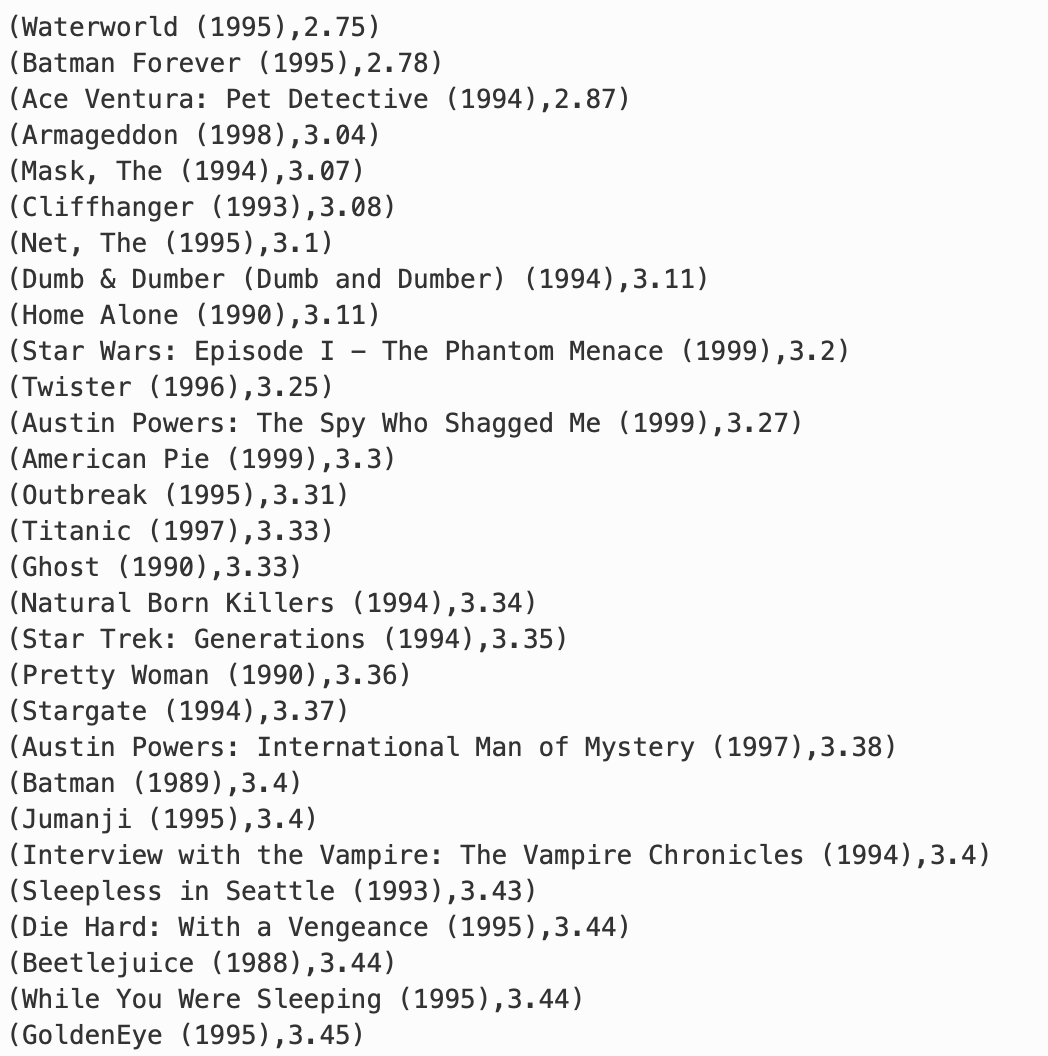 (Waterworld (1995),2.75)
(Batman Forever (1995),2.78)
(Ace Ventura: Pet Detective (1994),2.87)
(Armageddon (1998),3.04)
(Mask, The (1994),3.07)
(Cliffhanger (1993),3.08)
(Net, The (1995),3.1)
(Dumb & Dumber (Dumb and Dumber) (1994),3.11)
(Home Alone (1990),3.11)
(Star Wars: Episode I - The Phantom Menace (1999),3.2)
(Twister (1996),3.25)
(Austin Powers: The Spy Who Shagged Me (1999),3.27)
(American Pie (1999),3.3)
(Outbreak (1995),3.31)
(Titanic (1997),3.33)
(Ghost (1990),3.33)
(Natural Born Killers (1994),3.34)
(Star Trek: Generations (1994),3.35)
(Pretty Woman (1990),3.36)
(Stargate (1994),3.37)
(Austin Powers: International Man of Mystery (1997),3.38)
(Batman (1989),3.4)
(Jumanji (1995),3.4)
(Interview with the Vampire: The Vampire Chronicles (1994),3.4)
(Sleepless in Seattle (1993),3.43)
(Die Hard: With a Vengeance (1995),3.44)
(Beetlejuice (1988),3.44)
(While You Were Sleeping (1995),3.44)
(GoldenEye (1995),3.45)